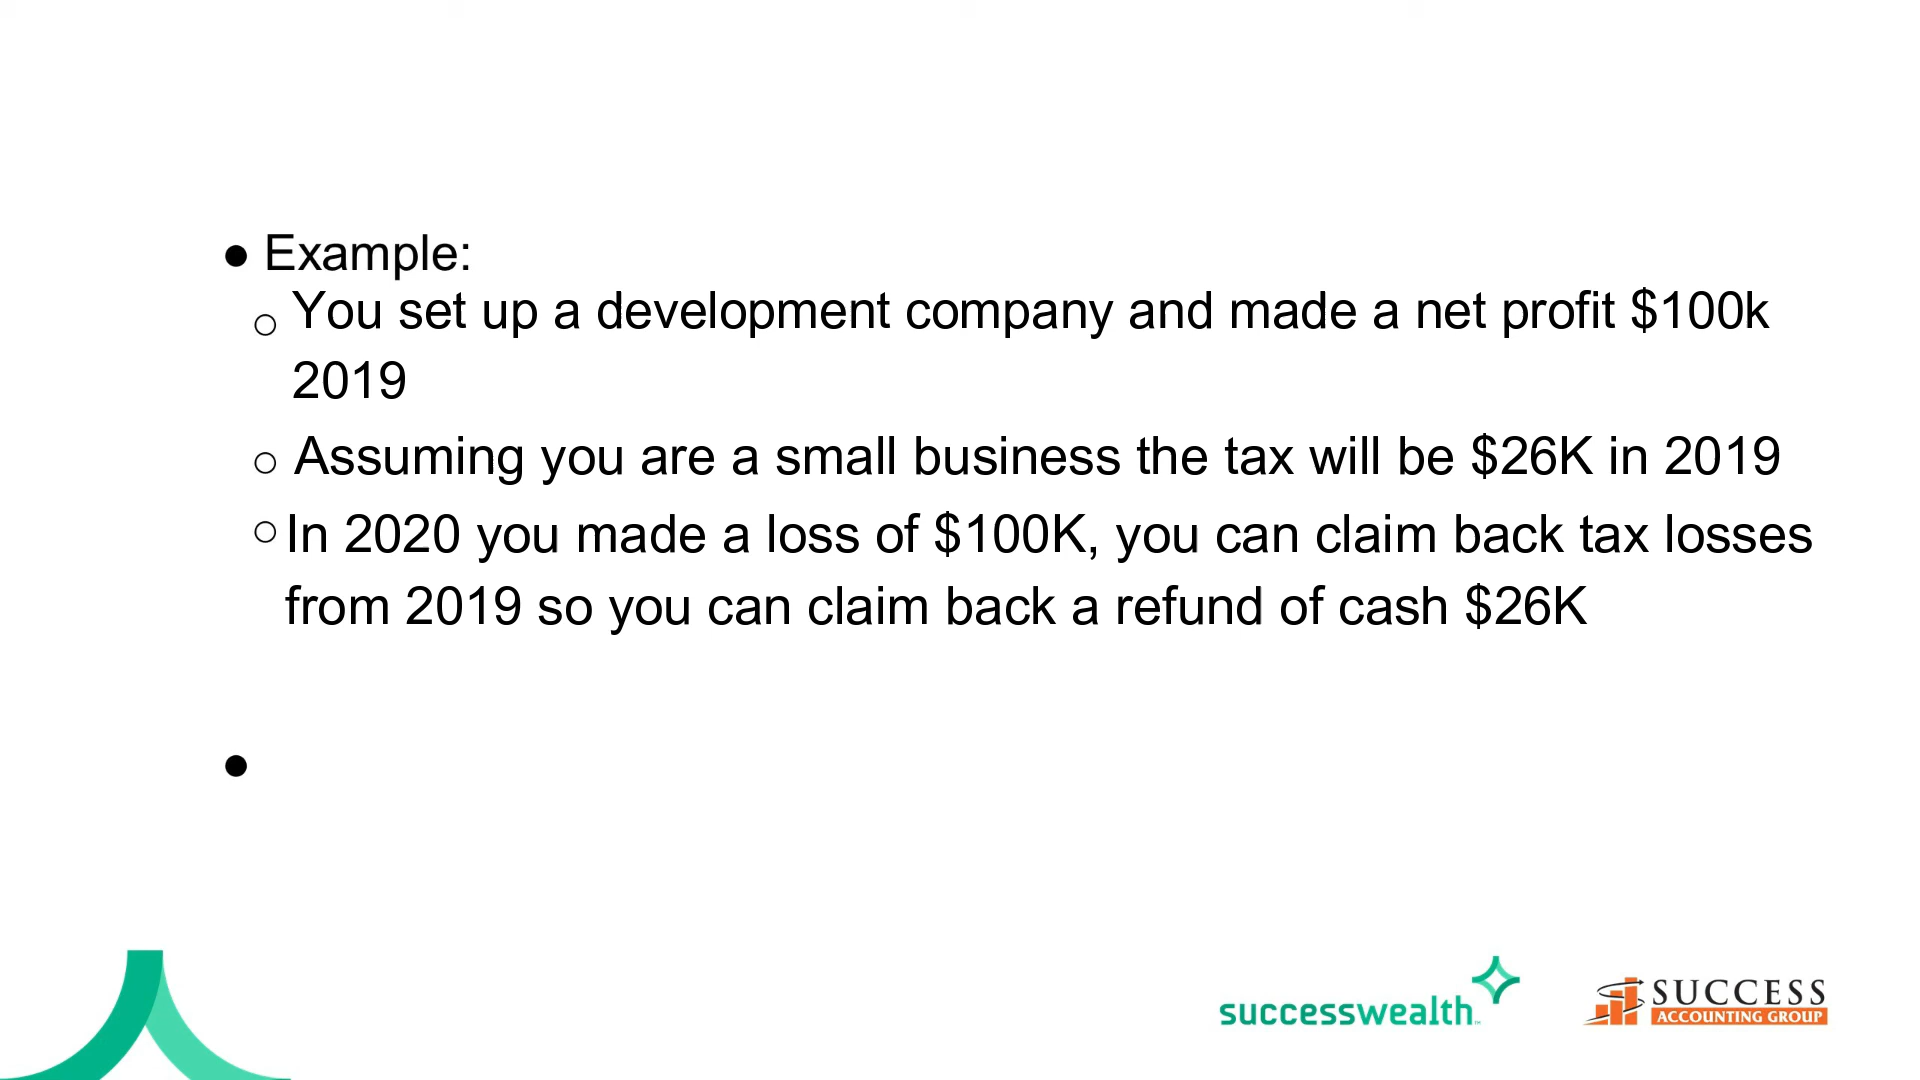 ● Example:
○ You set up a development company and made a net profit $100k
2019
○ Assuming you are a small business the tax will be $26K in 2019
○ In 2020 you made a loss of $100K, you can claim back tax losses
from 2019 so you can claim back a refund of cash $26K
●
successwealth
SUCCESS
ACCOUNTING GROUP